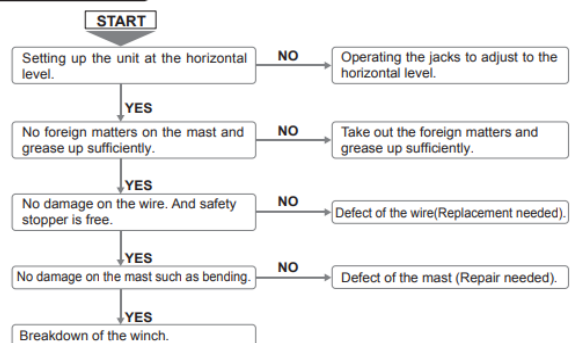 START
Setting up the unit at the horizontal
level.
NO
Operating the jacks to adjust to the
horizontal level.
YES
No foreign matters on the mast and
grease up sufficiently.
NO
Take out the foreign matters and
grease up sufficiently.
YES
No damage on the wire. And safety
stopper is free.
NO
Defect of the wire(Replacement needed).
YES
No damage on the mast such as bending.
NO
Defect of the mast (Repair needed).
YES
Breakdown of the winch.